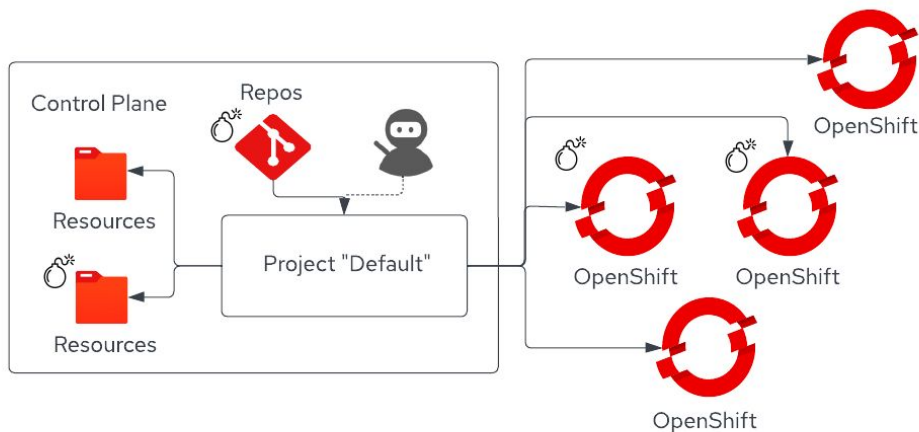 Control Plane
Repos
Resources
Resources
Project "Default"
OpenShift
OpenShift
OpenShift
OpenShift